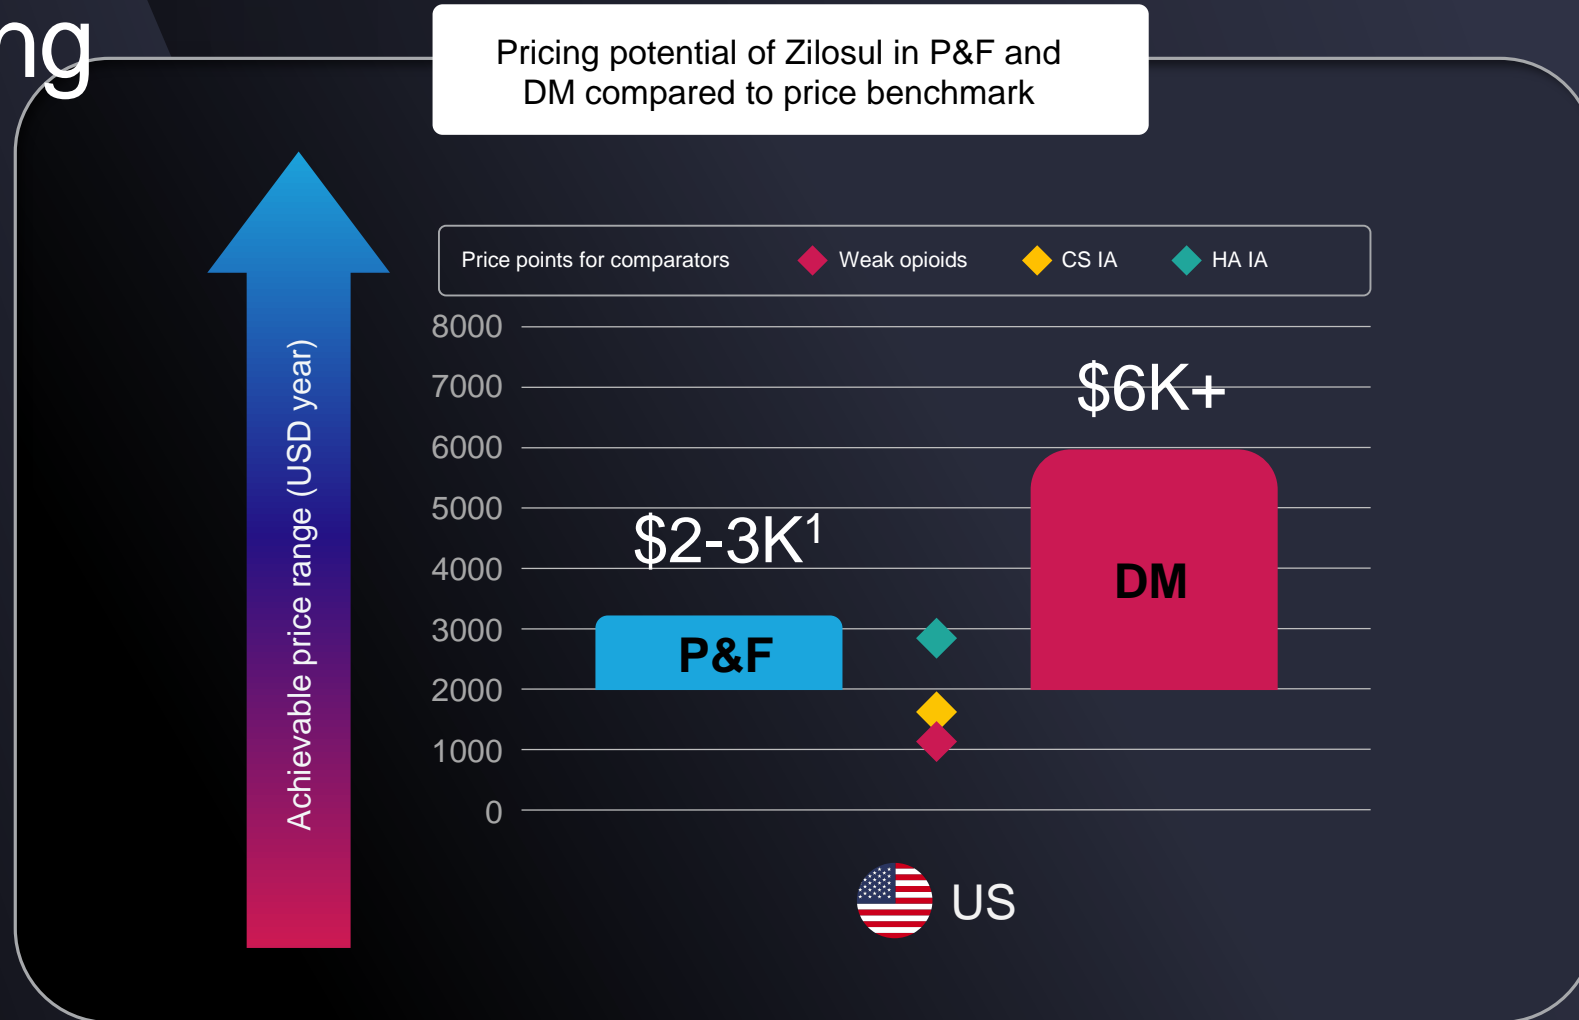 ng
Pricing potential of Zilosul in P&F and
DM compared to price benchmark
Price points for comparators Weak opioids CS IA HA IA
Achievable price range (USD year)
8000
7000
6000
5000
4000
3000
2000
1000
0
$6K+
$2-3K¹
DM
P&F
US